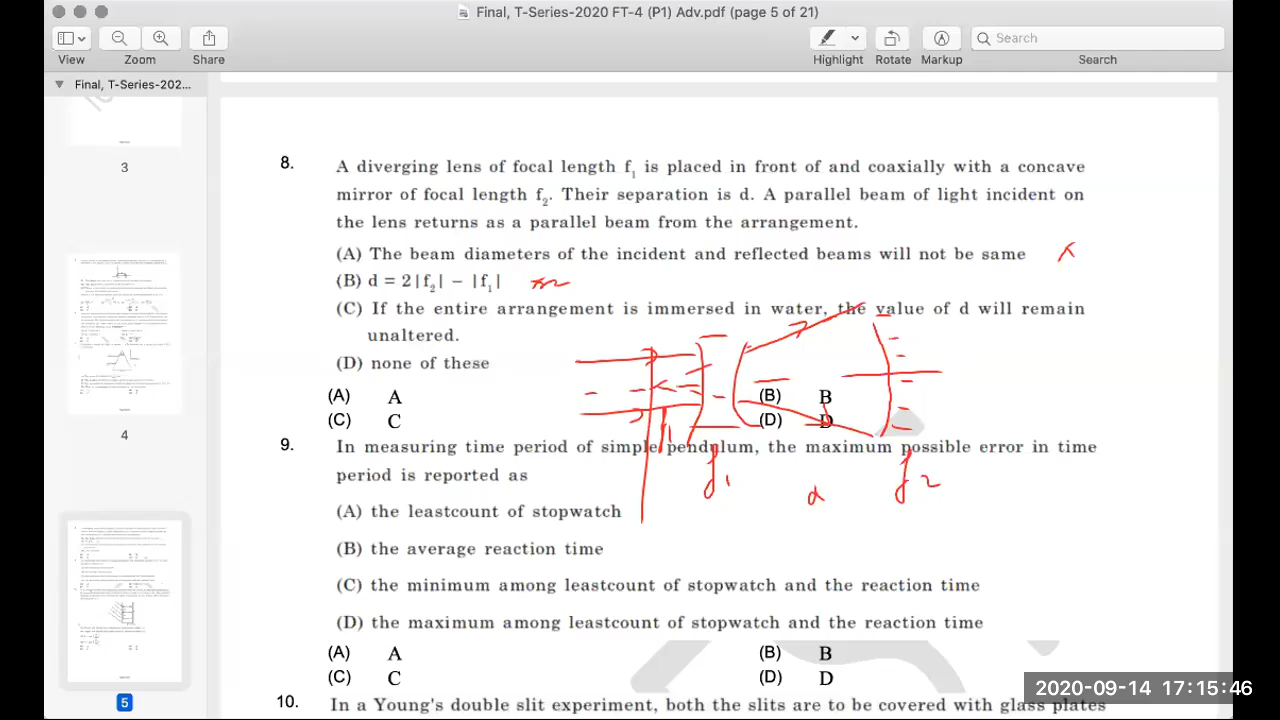 Final, T-Series-2020 FT-4 (P1) Adv.pdf (page 5 of 21)
View
Zoom
Share
Highlight
Rotate
Markup
Search
Search
Final, T-Series-202...
3
4
5
8. A diverging lens of focal length f1 is placed in front of and coaxially with a concave
mirror of focal length f2. Their separation is d. A parallel beam of light incident on
the lens returns as a parallel beam from the arrangement.
(A) The beam diameters of the incident and reflected beams will not be same x
(B) d = 2|f2| – |f1|
(C) If the entire arrangement is immersed in water, the value of d will remain
unaltered.
(D) none of these
(A) A (B) B
(C) C (D) D
f1
f1 d f2
9. In measuring time period of simple pendulum, the maximum possible error in time
period is reported as
(A) the leastcount of stopwatch
(B) the average reaction time
(C) the minimum among leastcount of stopwatch and the reaction time
(D) the maximum among leastcount of stopwatch and the reaction time
(A) A (B) B
(C) C (D) D
10. In a Young's double slit experiment, both the slits are to be covered with glass plates
2020-09-14 17:15:46